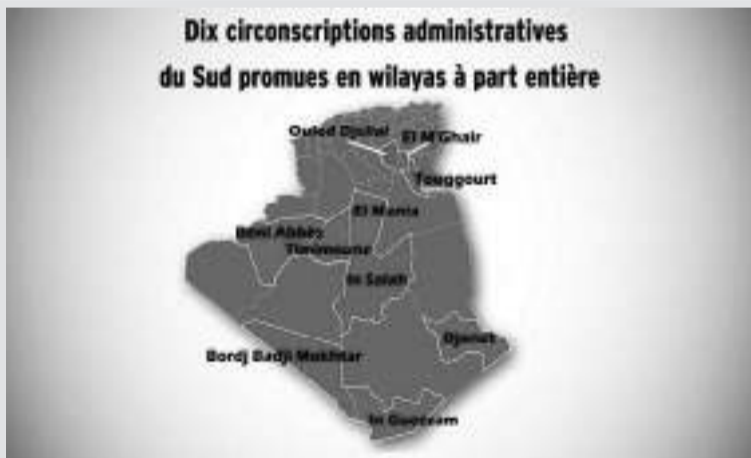 Dix circonscriptions administratives
du Sud promues en wilayas à part entière
Ouled Djellal
El M'Ghair
Touggourt
El Menia
Béni Abbès
Timimoune
In Salah
Djanet
Bordj Badji Mokhtar
In Guezzam